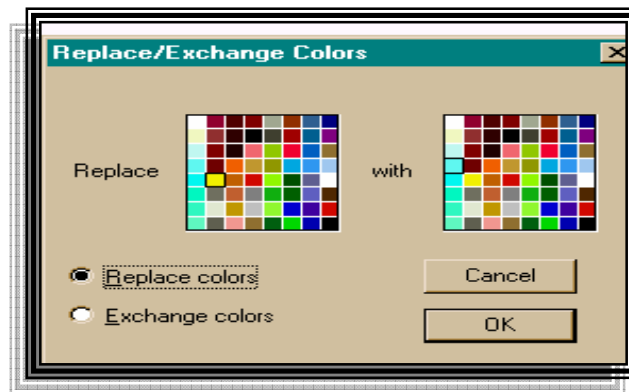 Replace/Exchange Colors
Replace with
Replace colors
Cancel
Exchange colors
OK